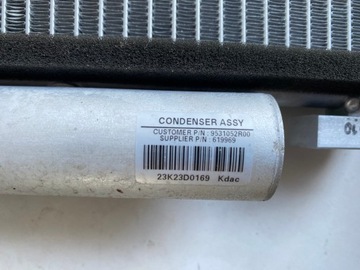 CONDENSER ASSY
CUSTOMER P/N : 9531052R00
SUPPLIER P/N : 619969
23K23D0169 Kdac